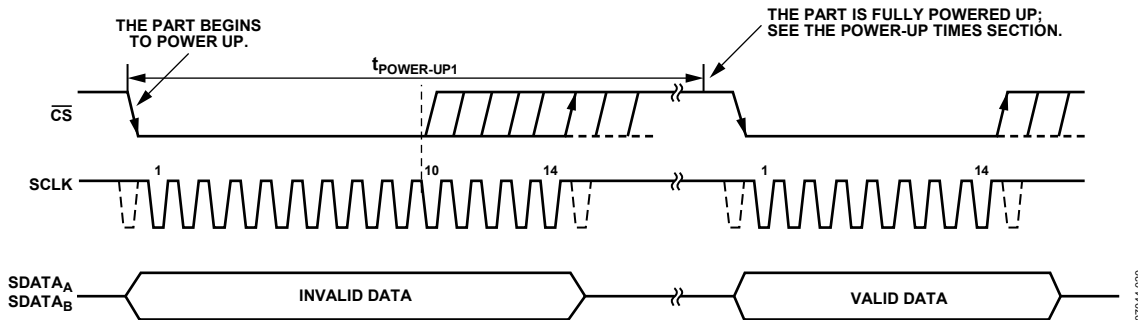 THE PART BEGINS
TO POWER UP.
THE PART IS FULLY POWERED UP;
SEE THE POWER-UP TIMES SECTION.
tPOWER-UP1
CS
SCLK
1
10
14
1
14
SDATAA
SDATAB
INVALID DATA
VALID DATA